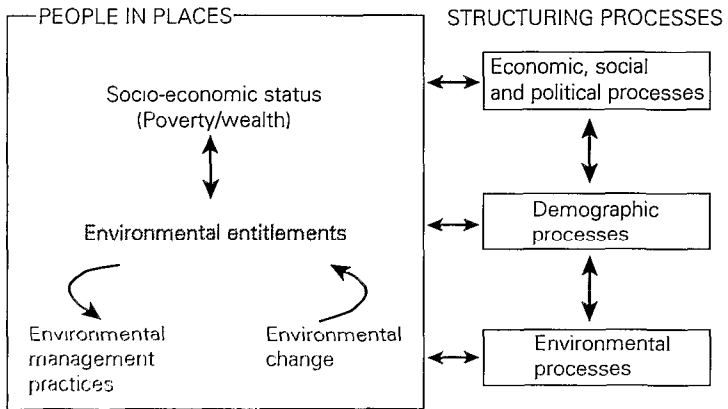 PEOPLE IN PLACES
Socio-economic status
(Poverty/wealth)
Environmental entitlements
Environmental
management
practices
Environmental
change
STRUCTURING PROCESSES
Economic, social
and political processes
Demographic
processes
Environmental
processes